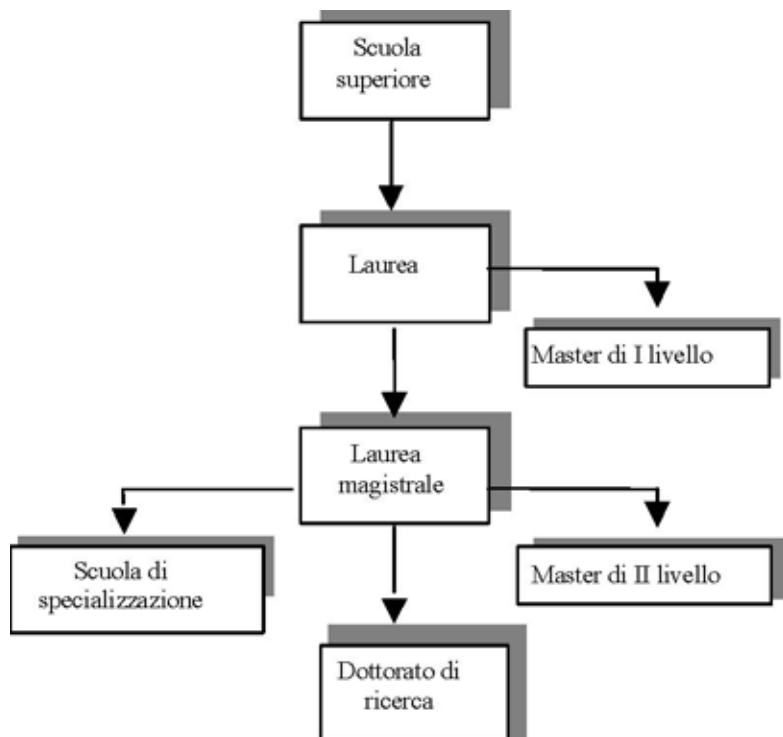 Scuola
superiore
Laurea
Master di I livello
Laurea
magistrale
Scuola di
specializzazione
Master di II livello
Dottorato di
ricerca